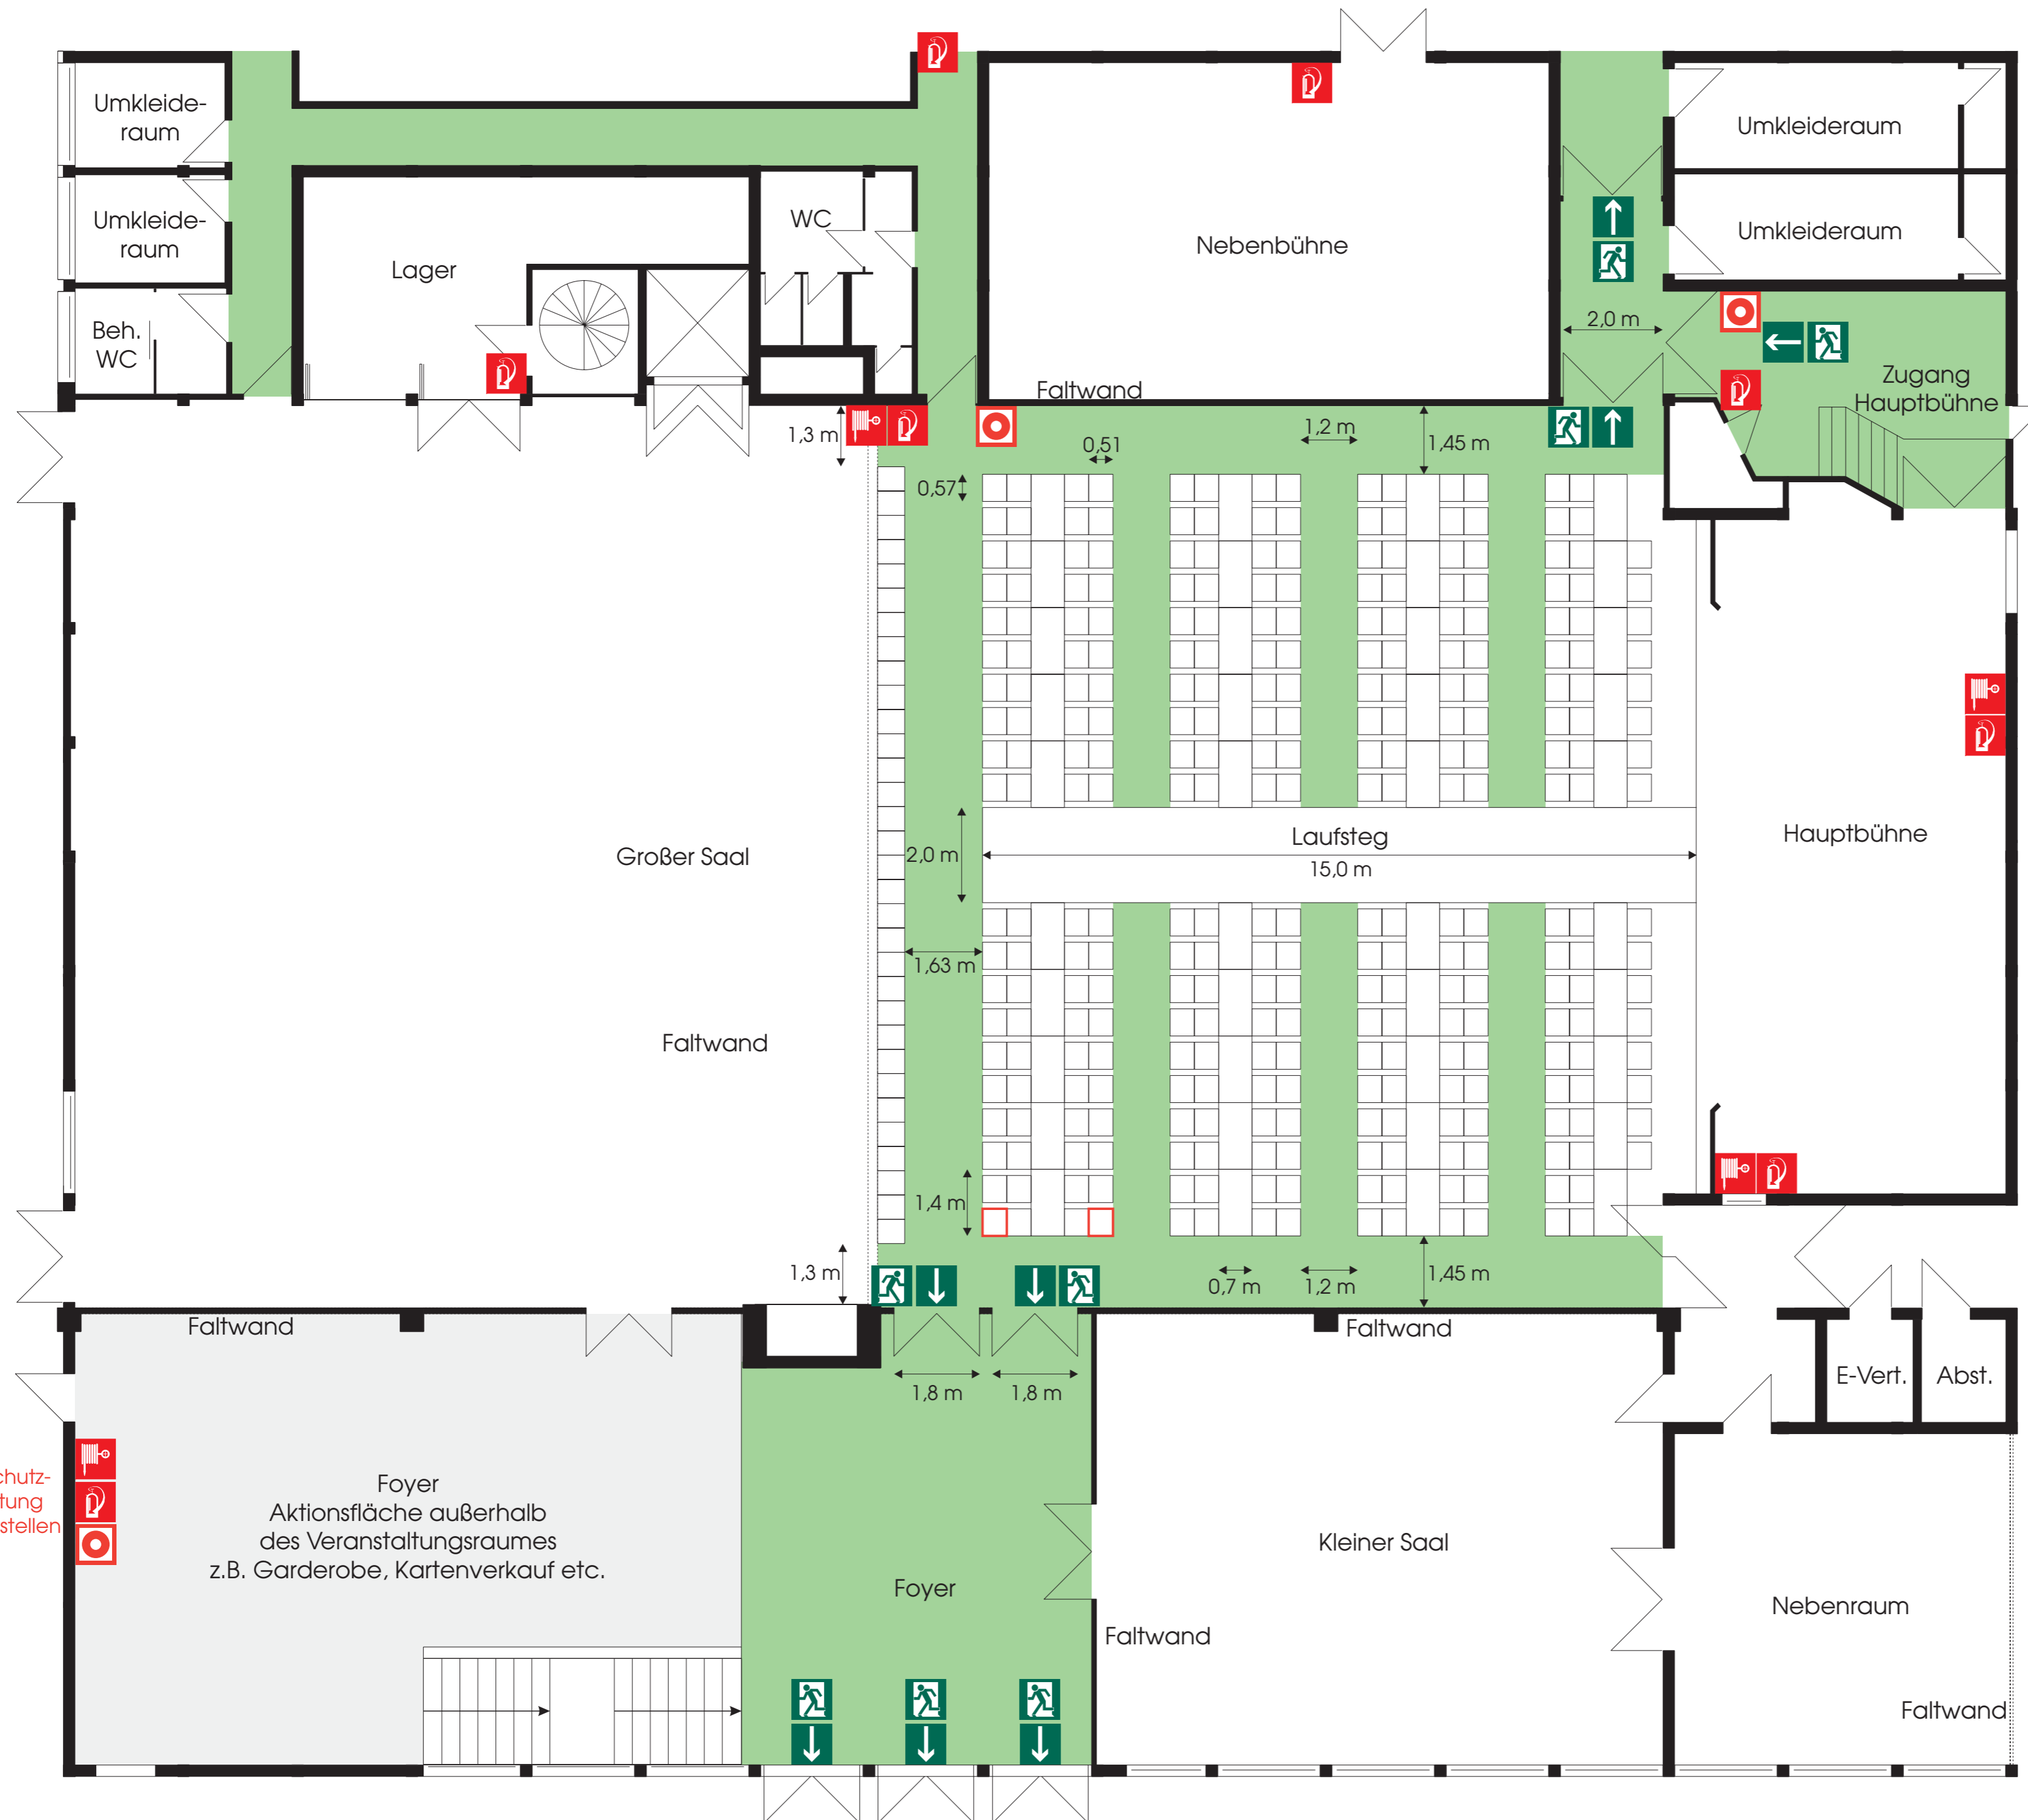 Umkleide-
raum
Umkleideraum
Umkleide-
raum
WC
Nebenbühne
Umkleideraum
Lager
Beh.
WC
2,0 m
Zugang
Hauptbühne
Faltwand
1,3 m
0,51
1,2 m
1,45 m
0,57
Großer Saal
2,0 m
Laufsteg
15,0 m
Hauptbühne
1,63 m
Faltwand
1,4 m
1,3 m
0,7 m
1,2 m
1,45 m
Faltwand
Faltwand
1,8 m
1,8 m
E-Vert.
Abst.
chutz-
tung
stellen
Foyer
Aktionsfläche außerhalb
des Veranstaltungsraumes
z.B. Garderobe, Kartenverkauf etc.
Foyer
Kleiner Saal
Nebenraum
Faltwand
Faltwand